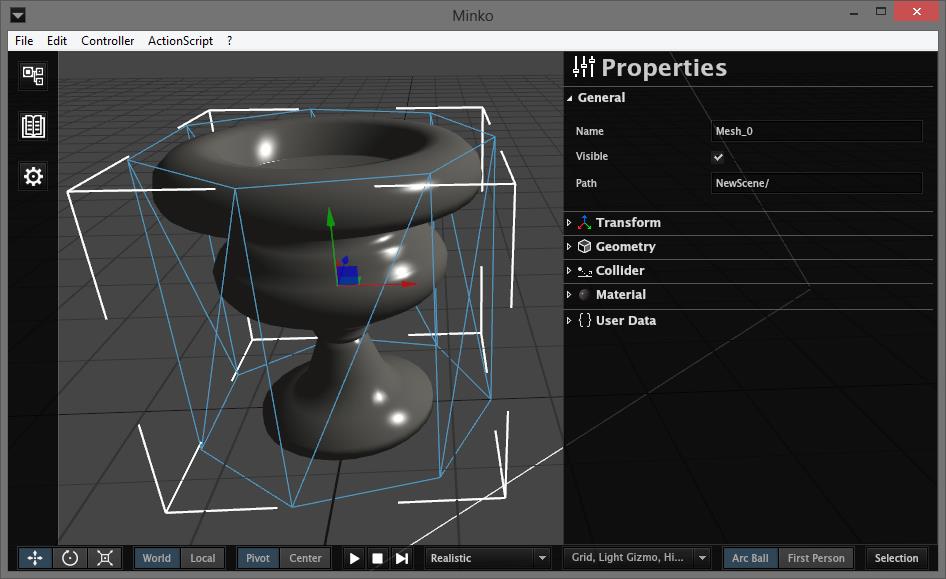 Minko
File Edit Controller ActionScript ?
Properties
General
Name Mesh_0
Visible
Path NewScene/
Transform
Geometry
Collider
Material
{} User Data
World Local Pivot Center Realistic Grid, Light Gizmo, Hi... Arc Ball First Person Selection